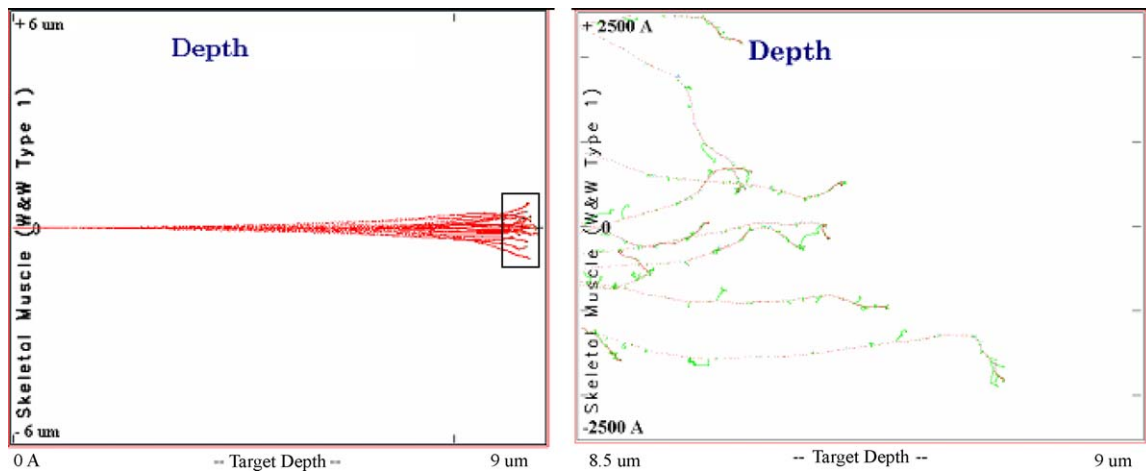 + 6 um
Depth
Skeletal Muscle (W&W Type 1)
0
- 6 um
0 A
-- Target Depth --
9 um
+ 2500 A
Depth
Skeletal Muscle (W&W Type 1)
0
-2500 A
8.5 um
-- Target Depth --
9 um